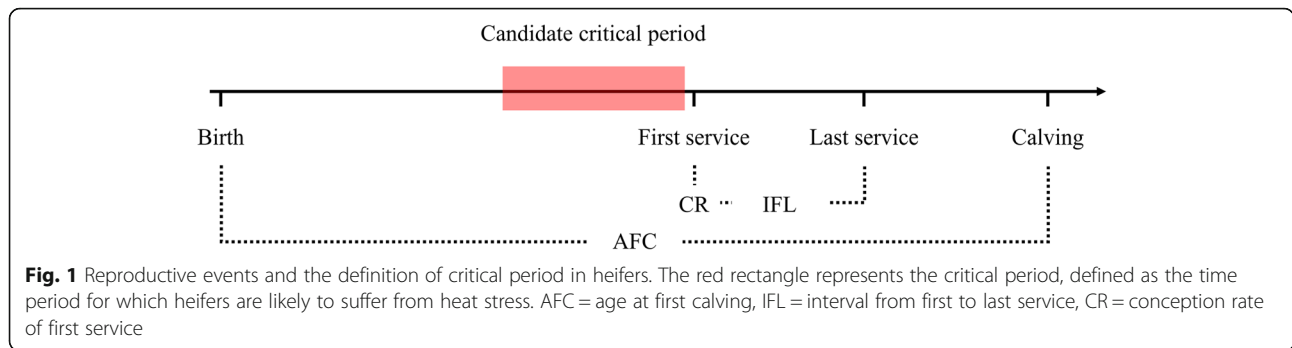 Candidate critical period
Birth
First service
Last service
Calving
CR
IFL
AFC
Fig. 1 Reproductive events and the definition of critical period in heifers. The red rectangle represents the critical period, defined as the time
period for which heifers are likely to suffer from heat stress. AFC = age at first calving, IFL = interval from first to last service, CR = conception rate
of first service